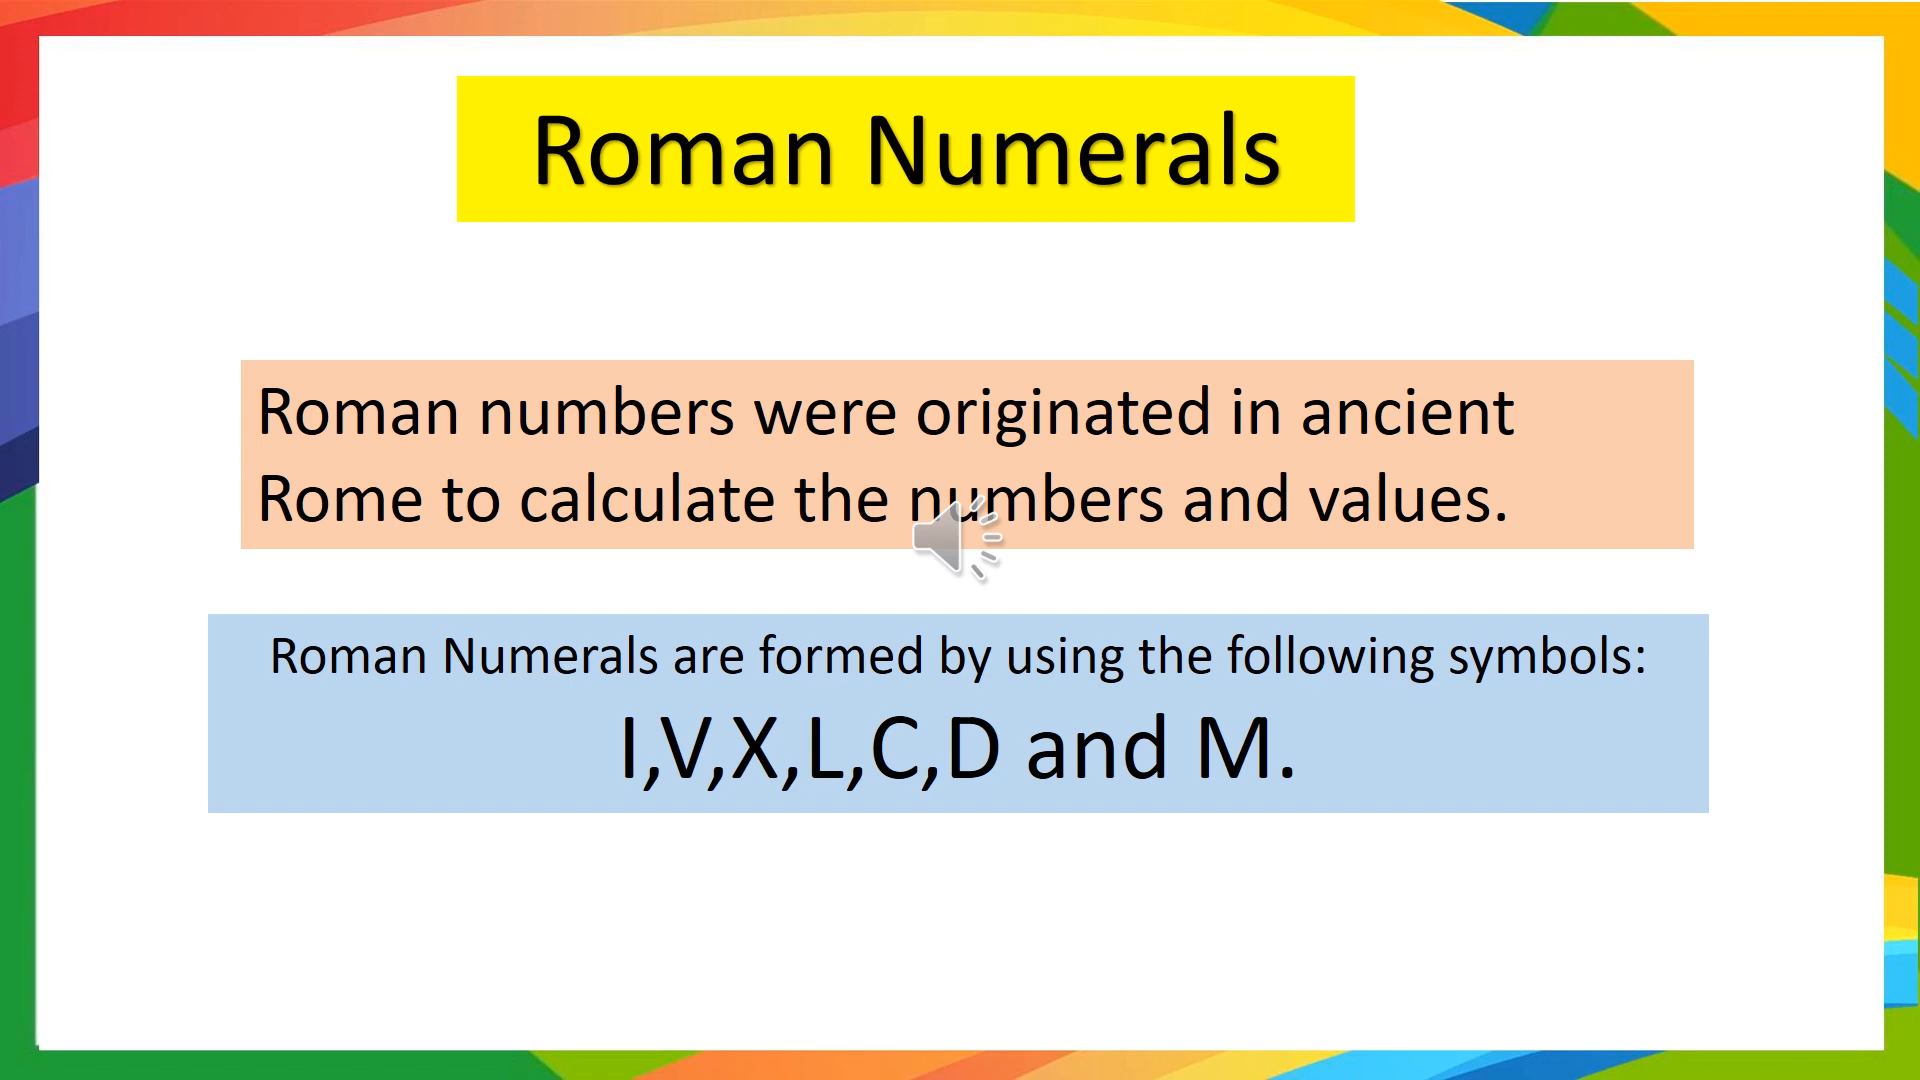 Roman Numerals
Roman numbers were originated in ancient
Rome to calculate the numbers and values.
Roman Numerals are formed by using the following symbols:
I,V,X,L,C,D and M.